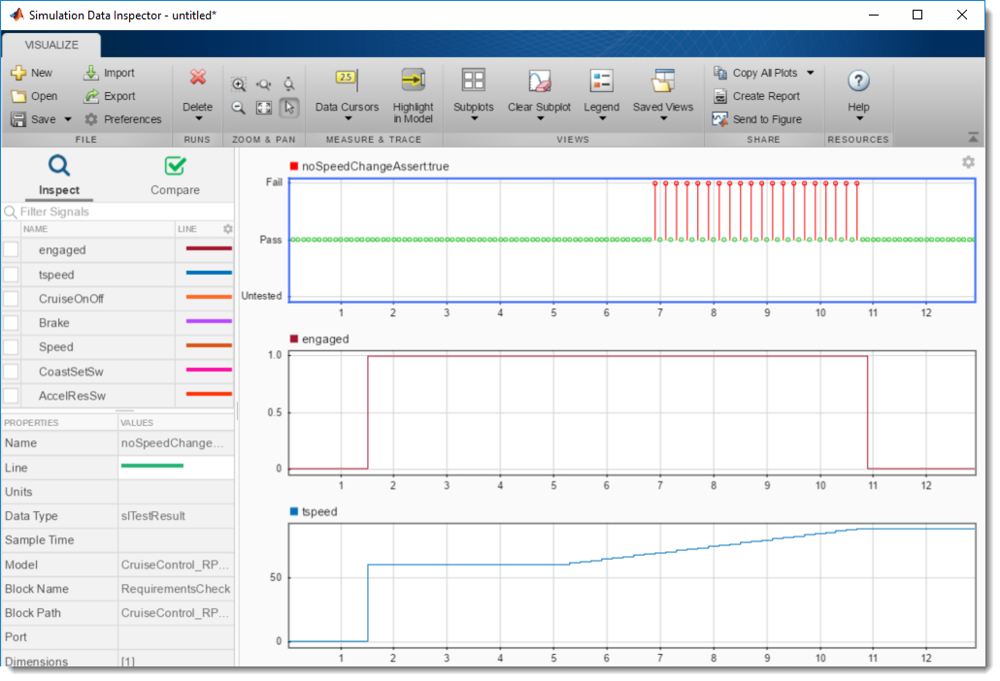 Simulation Data Inspector - untitled*
VISUALIZE
New
Import
Open
Export
Save
Preferences
FILE
Delete
RUNS
ZOOM & PAN
2.5
Data Cursors
Highlight
in Model
MEASURE & TRACE
Subplots
Clear Subplot
Legend
Saved Views
VIEWS
Copy All Plots
Create Report
Send to Figure
SHARE
?
Help
RESOURCES
Inspect
Compare
Filter Signals
NAME LINE
engaged
tspeed
CruiseOnOff
Brake
Speed
CoastSetSw
AccelResSw
PROPERTIES VALUES
Name noSpeedChange...
Line
Units
Data Type slTestResult
Sample Time
Model CruiseControl_RP...
Block Name RequirementsCheck
Block Path CruiseControl_RP...
Port
Dimensions [1]
noSpeedChangeAssert:true
Fail
Pass
Untested
1 2 3 4 5 6 7 8 9 10 11 12
engaged
1.0
0.5
0
1 2 3 4 5 6 7 8 9 10 11 12
tspeed
50
0
1 2 3 4 5 6 7 8 9 10 11 12